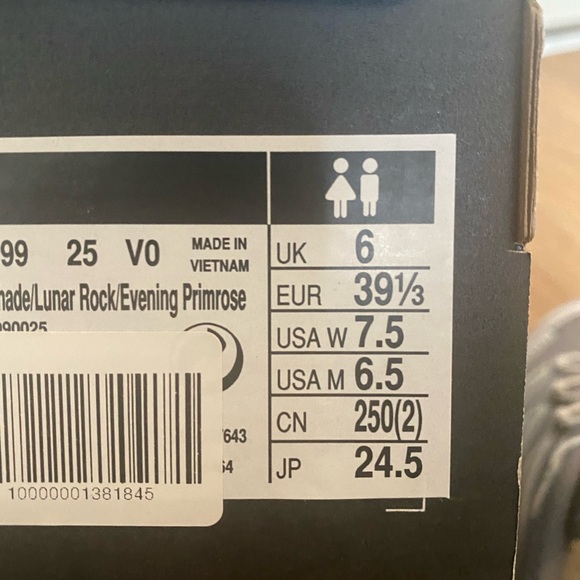 99 25 V0 MADE IN VIETNAM
/Lunar Rock/Evening Primrose
10000001381845
UK 6
EUR 39⅓
USA W 7.5
USA M 6.5
CN 250(2)
JP 24.5